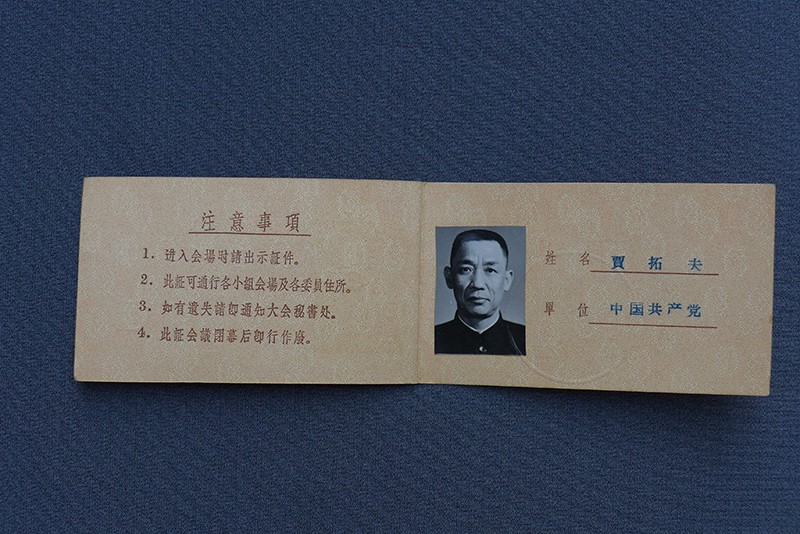 注意事項
1. 进入会場时請出示証件。
2. 此証可通行各小組会場及各委員住所。
3. 如有遺失請即通知大会秘書处。
4. 此証会議閉幕后即行作廢。
姓名 賈拓夫
單位 中国共产党